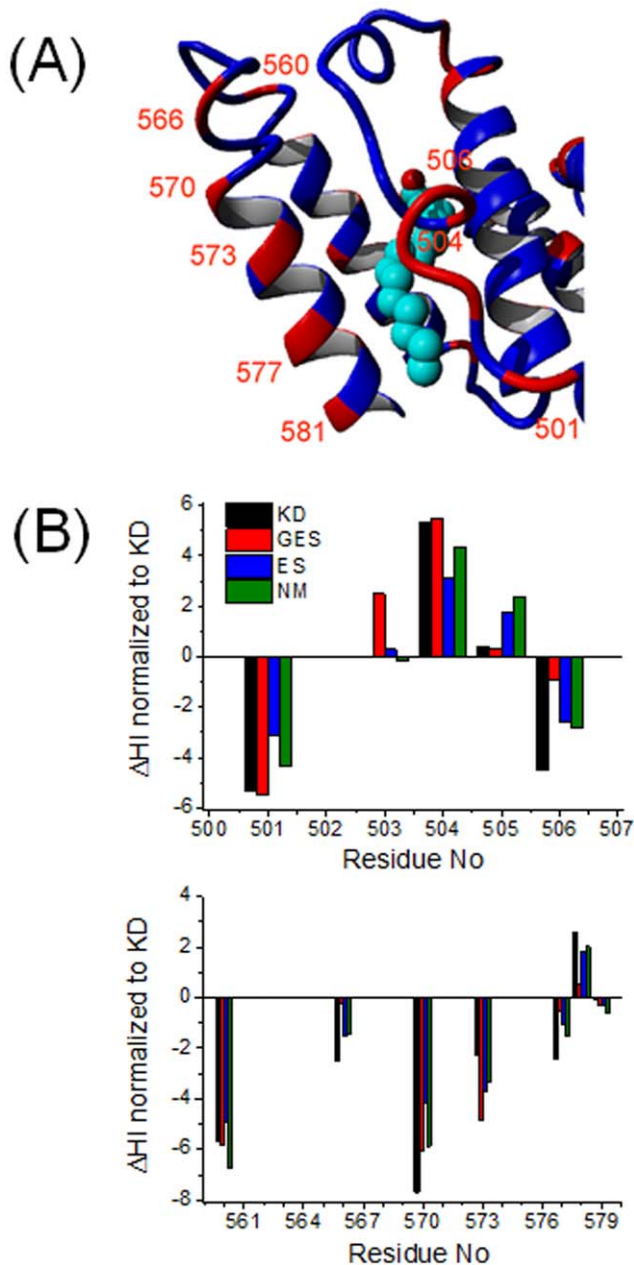 (A)
560
566
506
570
504
573
577
581
501
(B)
6
4
2
0
-2
-4
-6
ΔHI normalized to KD
KD
GES
ES
NM
500 501 502 503 504 505 506 507
Residue No
4
2
0
-2
-4
-6
-8
ΔHI normalized to KD
561 564 567 570 573 576 579
Residue No